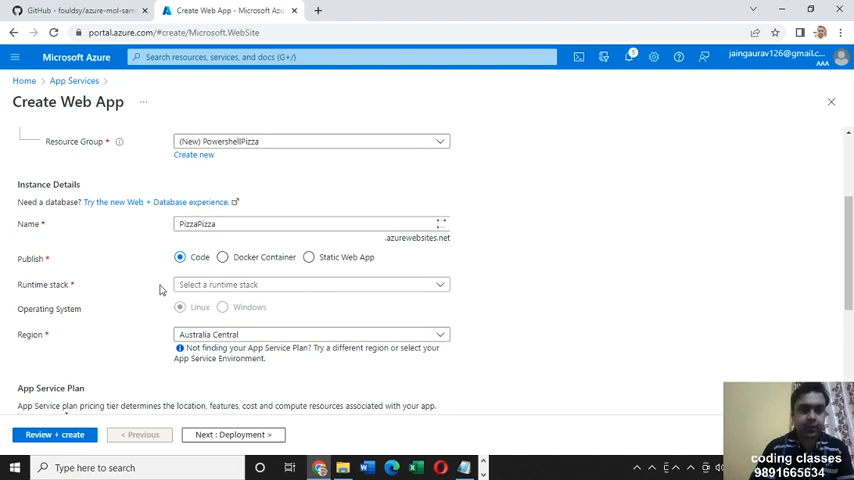 GitHub - fouldsy/azure-mol-sam
Create Web App - Microsoft Azu
portal.azure.com/#create/Microsoft.WebSite
Microsoft Azure
Search resources, services, and docs (G+/)
5
jaingaurav126@gmail.c...
AAA
Home > App Services >
Create Web App ...
Resource Group *
(New) PowershellPizza
Create new
Instance Details
Need a database? Try the new Web + Database experience.
Name *
PizzaPizza
.azurewebsites.net
Publish *
Code
Docker Container
Static Web App
Runtime stack *
Select a runtime stack
Operating System
Linux
Windows
Region *
Australia Central
Not finding your App Service Plan? Try a different region or select your
App Service Environment.
App Service Plan
App Service plan pricing tier determines the location, features, cost and compute resources associated with your app.
Review + create
< Previous
Next : Deployment >
Type here to search
coding classes
9891665634